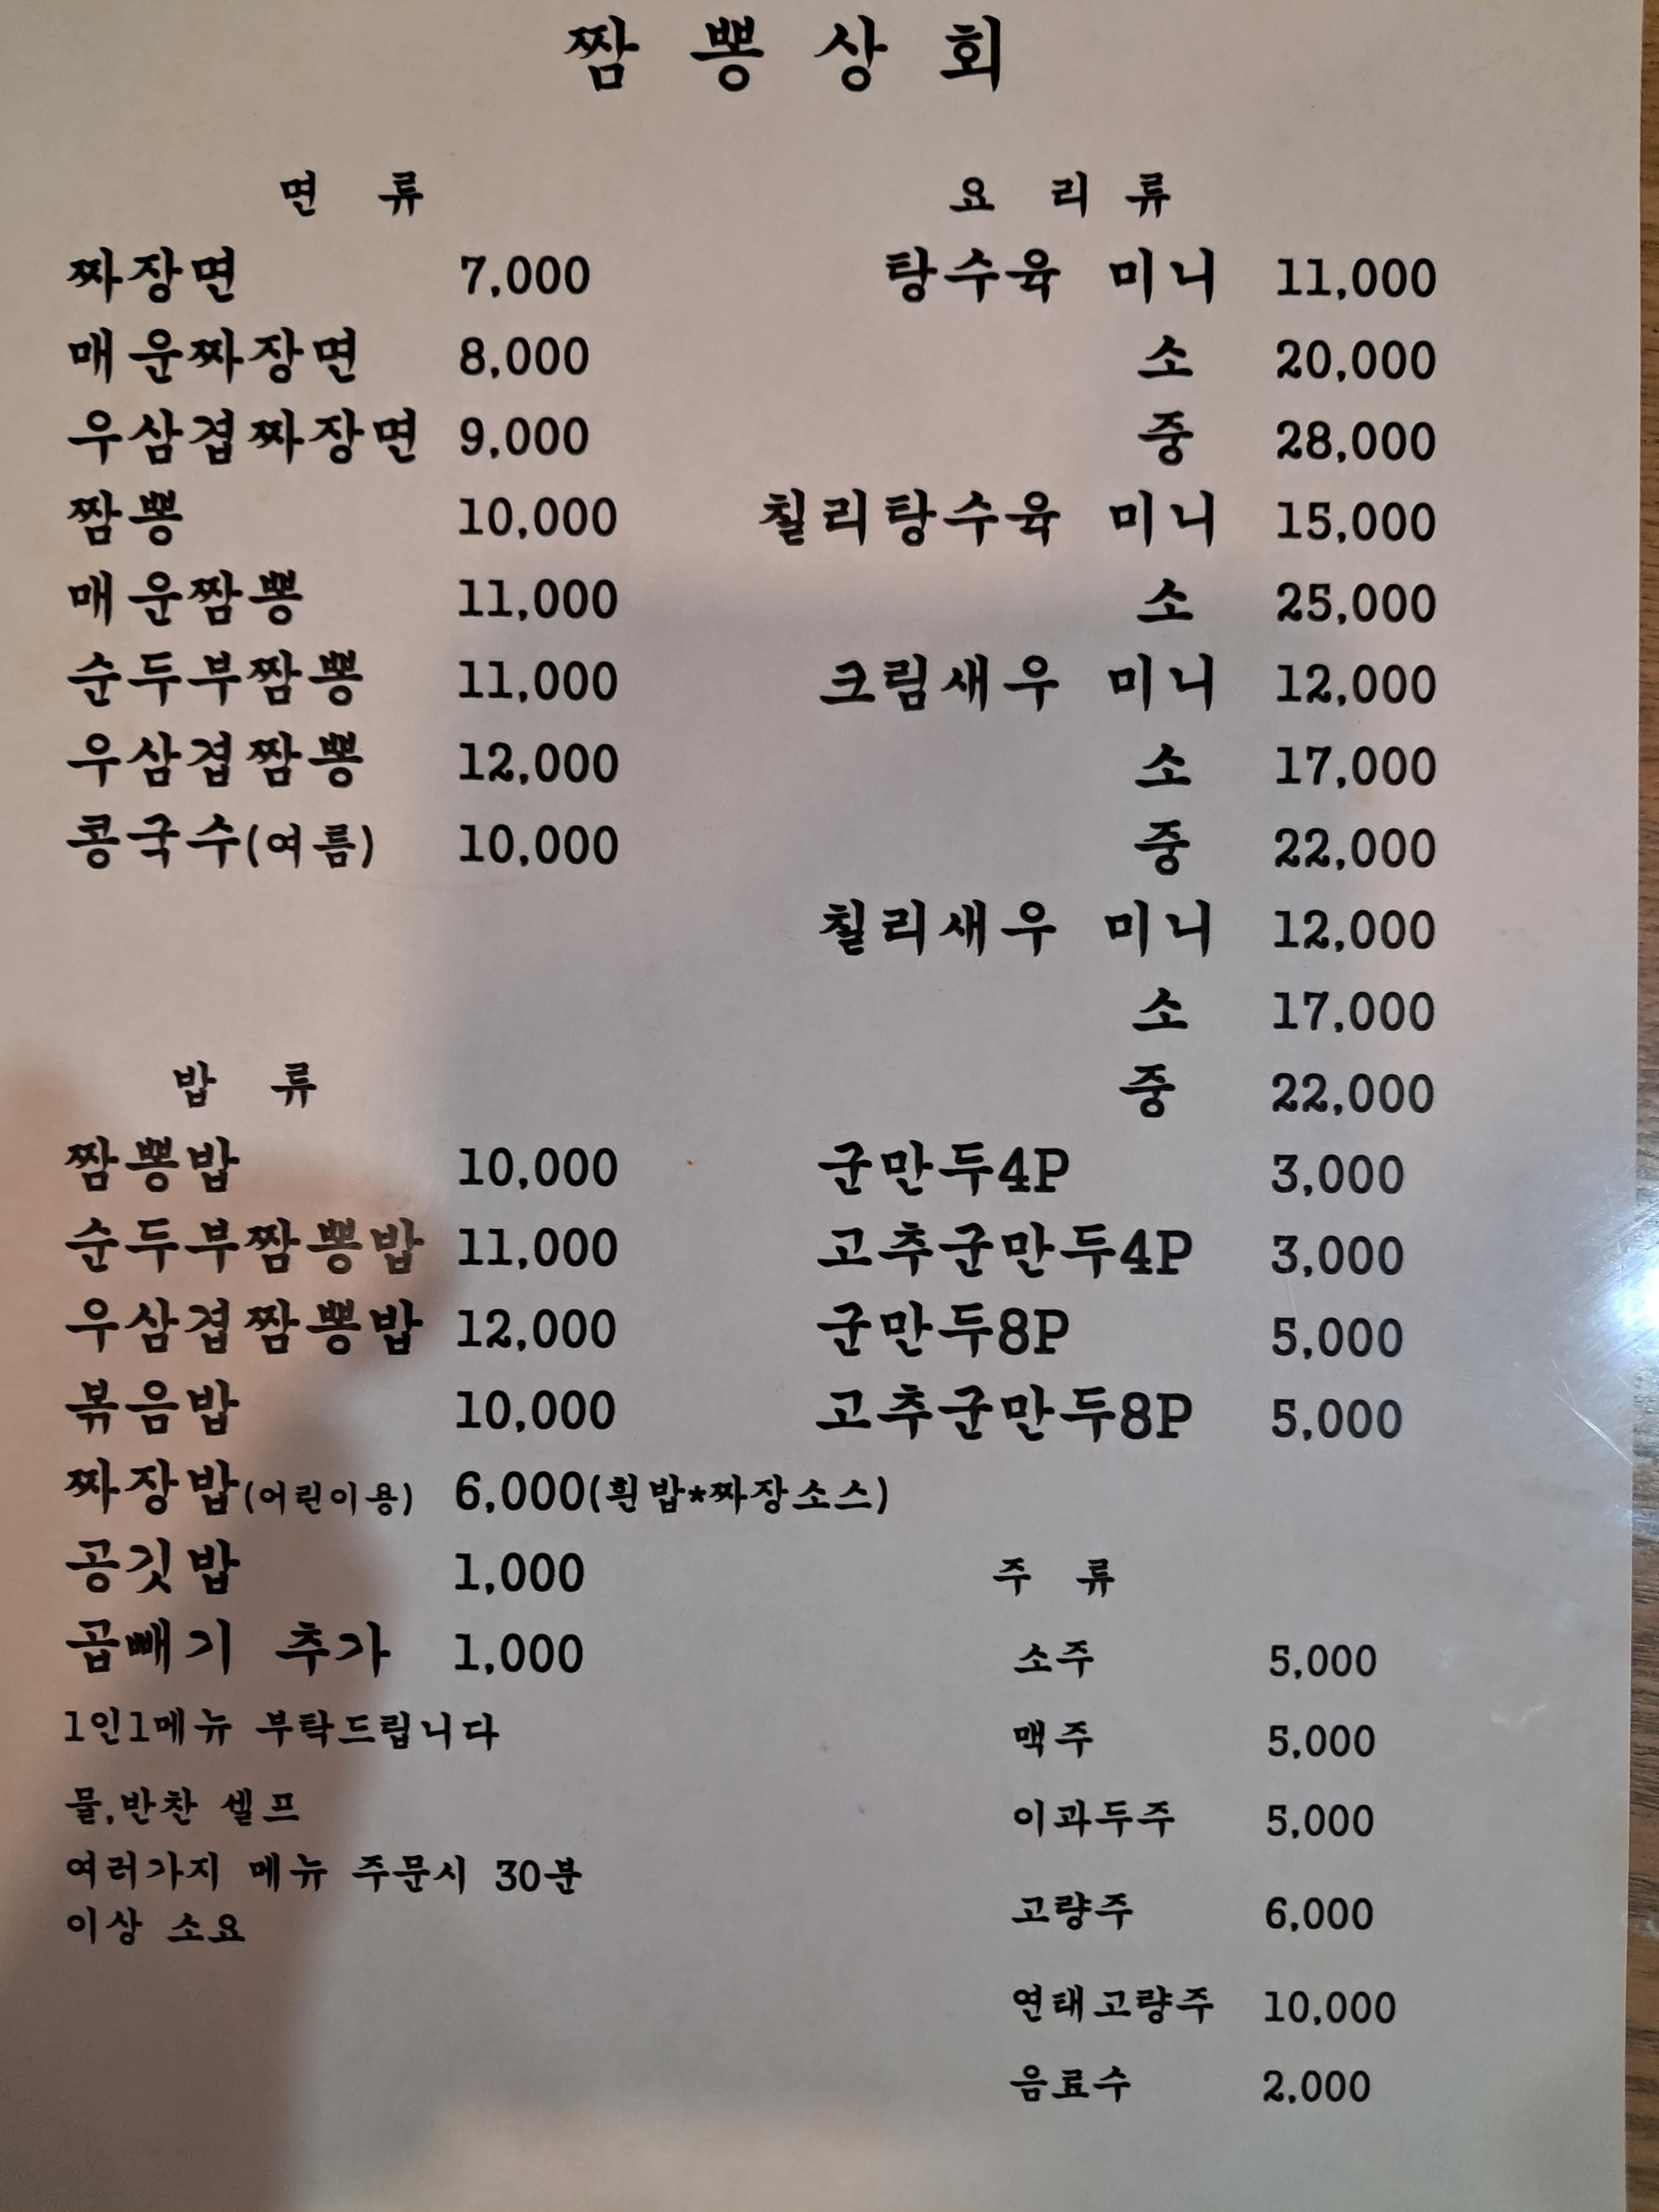 짬뽕상회
면 류
짜장면 7,000
매운짜장면 8,000
우삼겹짜장면 9,000
짬뽕 10,000
매운짬뽕 11,000
순두부짬뽕 11,000
우삼겹짬뽕 12,000
콩국수(여름) 10,000
밥 류
짬뽕밥 10,000
순두부짬뽕밥 11,000
우삼겹짬뽕밥 12,000
볶음밥 10,000
짜장밥(어린이용) 6,000(흰밥*짜장소스)
공깃밥 1,000
곱빼기 추가 1,000
1인1메뉴 부탁드립니다
물,반찬 셀프
여러가지 메뉴 주문시 30분
이상 소요
요 리 류
탕수육 미니 11,000
소 20,000
중 28,000
칠리탕수육 미니 15,000
소 25,000
크림새우 미니 12,000
소 17,000
중 22,000
칠리새우 미니 12,000
소 17,000
중 22,000
군만두4P 3,000
고추군만두4P 3,000
군만두8P 5,000
고추군만두8P 5,000
주 류
소주 5,000
맥주 5,000
이과두주 5,000
고량주 6,000
연태고량주 10,000
음료수 2,000